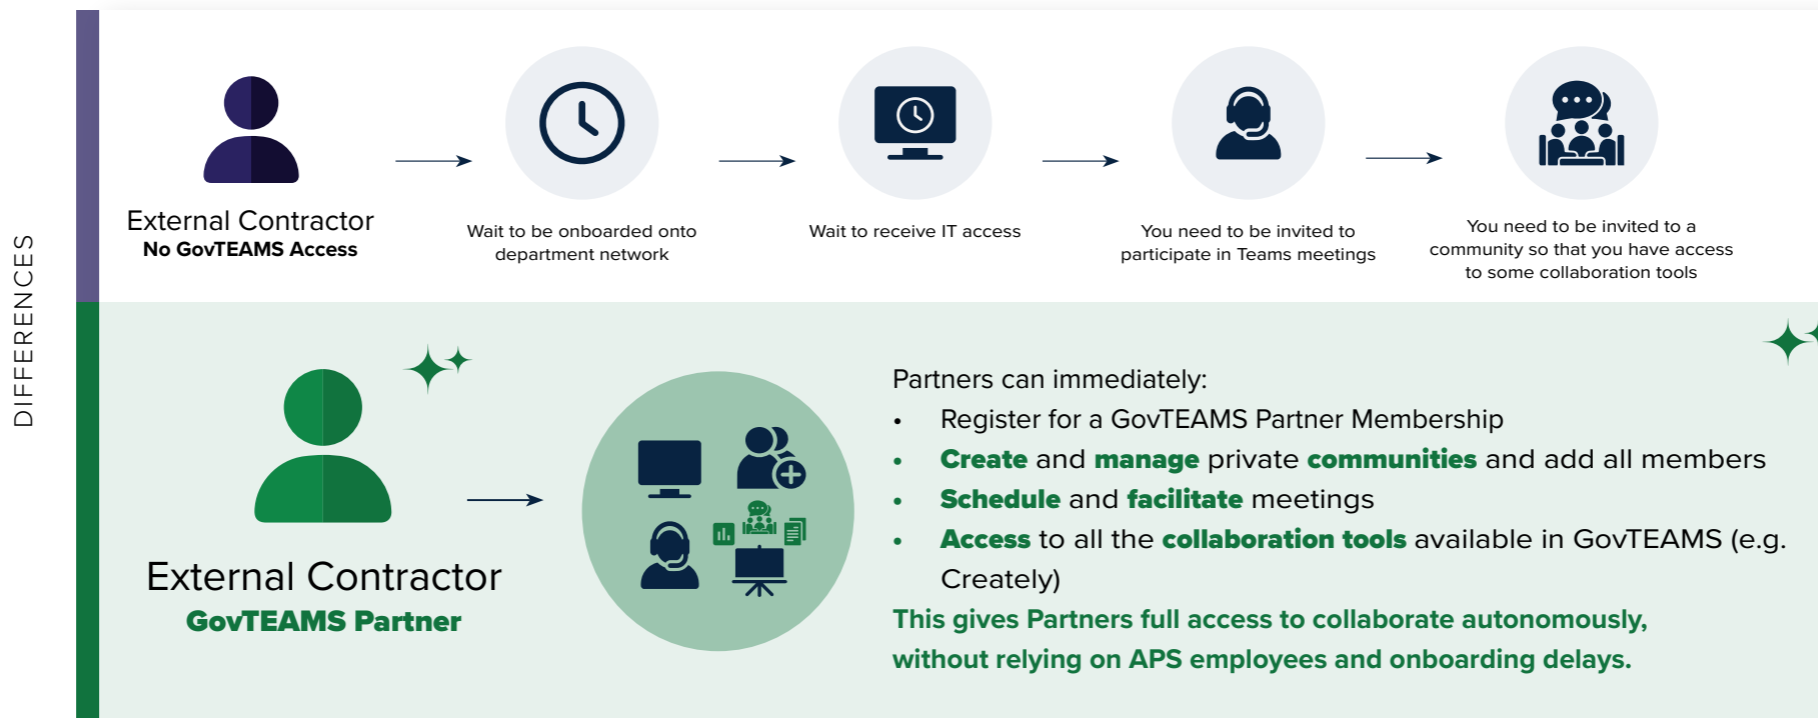 DIFFERENCES
External Contractor
No GovTEAMS Access
Wait to be onboarded onto
department network
Wait to receive IT access
You need to be invited to
participate in Teams meetings
You need to be invited to a
community so that you have access
to some collaboration tools
External Contractor
GovTEAMS Partner
Partners can immediately:
• Register for a GovTEAMS Partner Membership
• Create and manage private communities and add all members
• Schedule and facilitate meetings
• Access to all the collaboration tools available in GovTEAMS (e.g.
Creately)
This gives Partners full access to collaborate autonomously,
without relying on APS employees and onboarding delays.